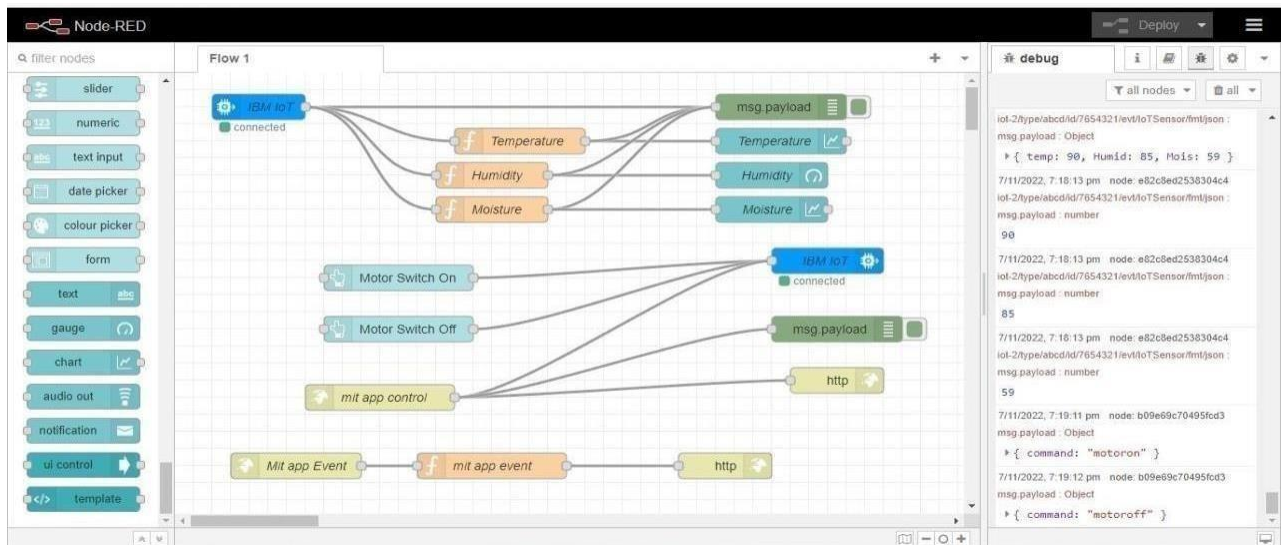 Node-RED
Deploy
filter nodes
slider
numeric
text input
date picker
colour picker
form
text
gauge
chart
audio out
notification
ui control
template
Flow 1
IBM IoT
connected
msg.payload
Temperature
Temperature
Humidity
Humidity
Moisture
Moisture
Motor Switch On
IBM IoT
connected
Motor Switch Off
msg.payload
mit app control
http
Mit app Event
mit app event
http
debug
all nodes
all
iot-2/type/abcd/id/7654321/evt/IoTSensor/fmt/json :
msg.payload : Object
{ temp: 90, Humid: 85, Mois: 59 }
7/11/2022, 7:18:13 pm node: e82c8ed2538304c4
iot-2/type/abcd/id/7654321/evt/IoTSensor/fmt/json :
msg.payload : number
90
7/11/2022, 7:18:13 pm node: e82c8ed2538304c4
iot-2/type/abcd/id/7654321/evt/IoTSensor/fmt/json :
msg.payload : number
85
7/11/2022, 7:18:13 pm node: e82c8ed2538304c4
iot-2/type/abcd/id/7654321/evt/IoTSensor/fmt/json :
msg.payload : number
59
7/11/2022, 7:19:11 pm node: b09e69c70495fcd3
msg.payload : Object
{ command: "motoron" }
7/11/2022, 7:19:12 pm node: b09e69c70495fcd3
msg.payload : Object
{ command: "motoroff" }